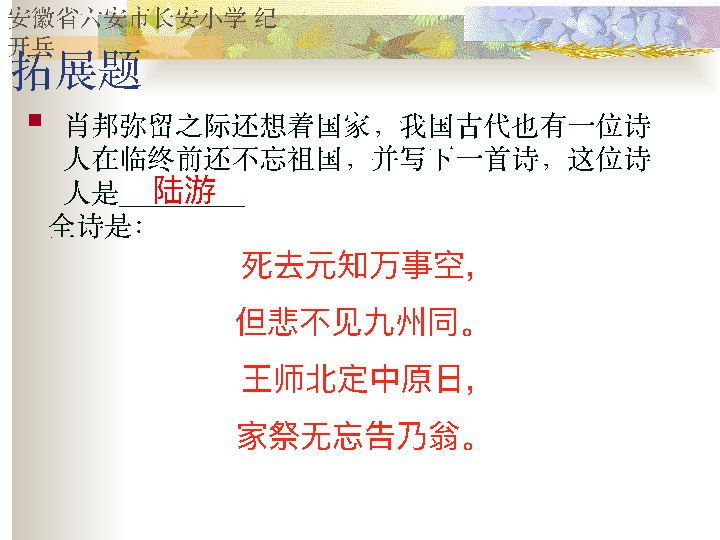 安徽省六安市长安小学 纪
开兵
拓展题
肖邦弥留之际还想着国家，我国古代也有一位诗
人在临终前还不忘祖国，并写下一首诗，这位诗
人是_________陆游
全诗是：
死去元知万事空，
但悲不见九州同。
王师北定中原日，
家祭无忘告乃翁。